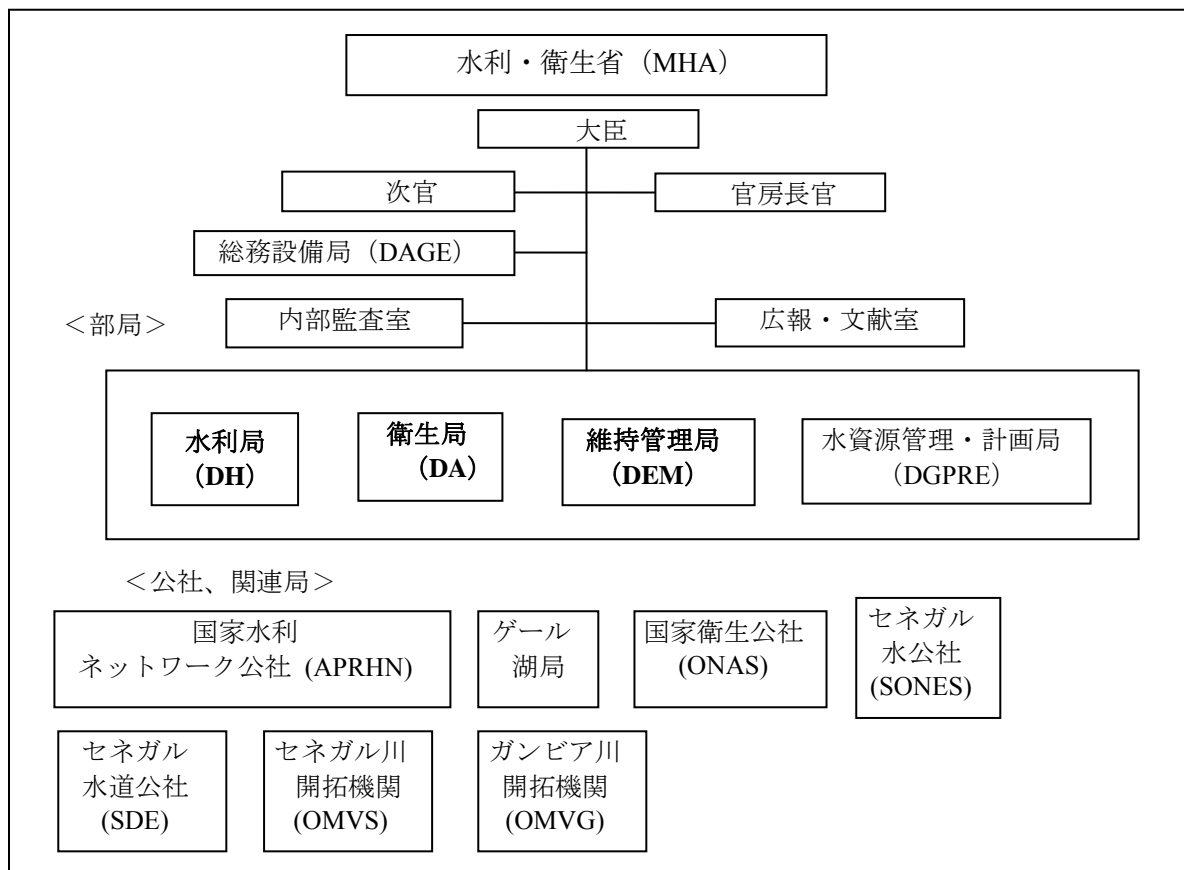 水利・衛生省（MHA）
大臣
次官
官房長官
総務設備局（DAGE）
＜部局＞
内部監査室
広報・文献室
水利局
（DH）
衛生局
（DA）
維持管理局
（DEM）
水資源管理・計画局
（DGPRE）
＜公社、関連局＞
国家水利
ネットワーク公社 (APRHN)
ゲール
湖局
国家衛生公社
(ONAS)
セネガル
水公社
(SONES)
セネガル
水道公社
(SDE)
セネガル川
開拓機関
(OMVS)
ガンビア川
開拓機関
(OMVG)